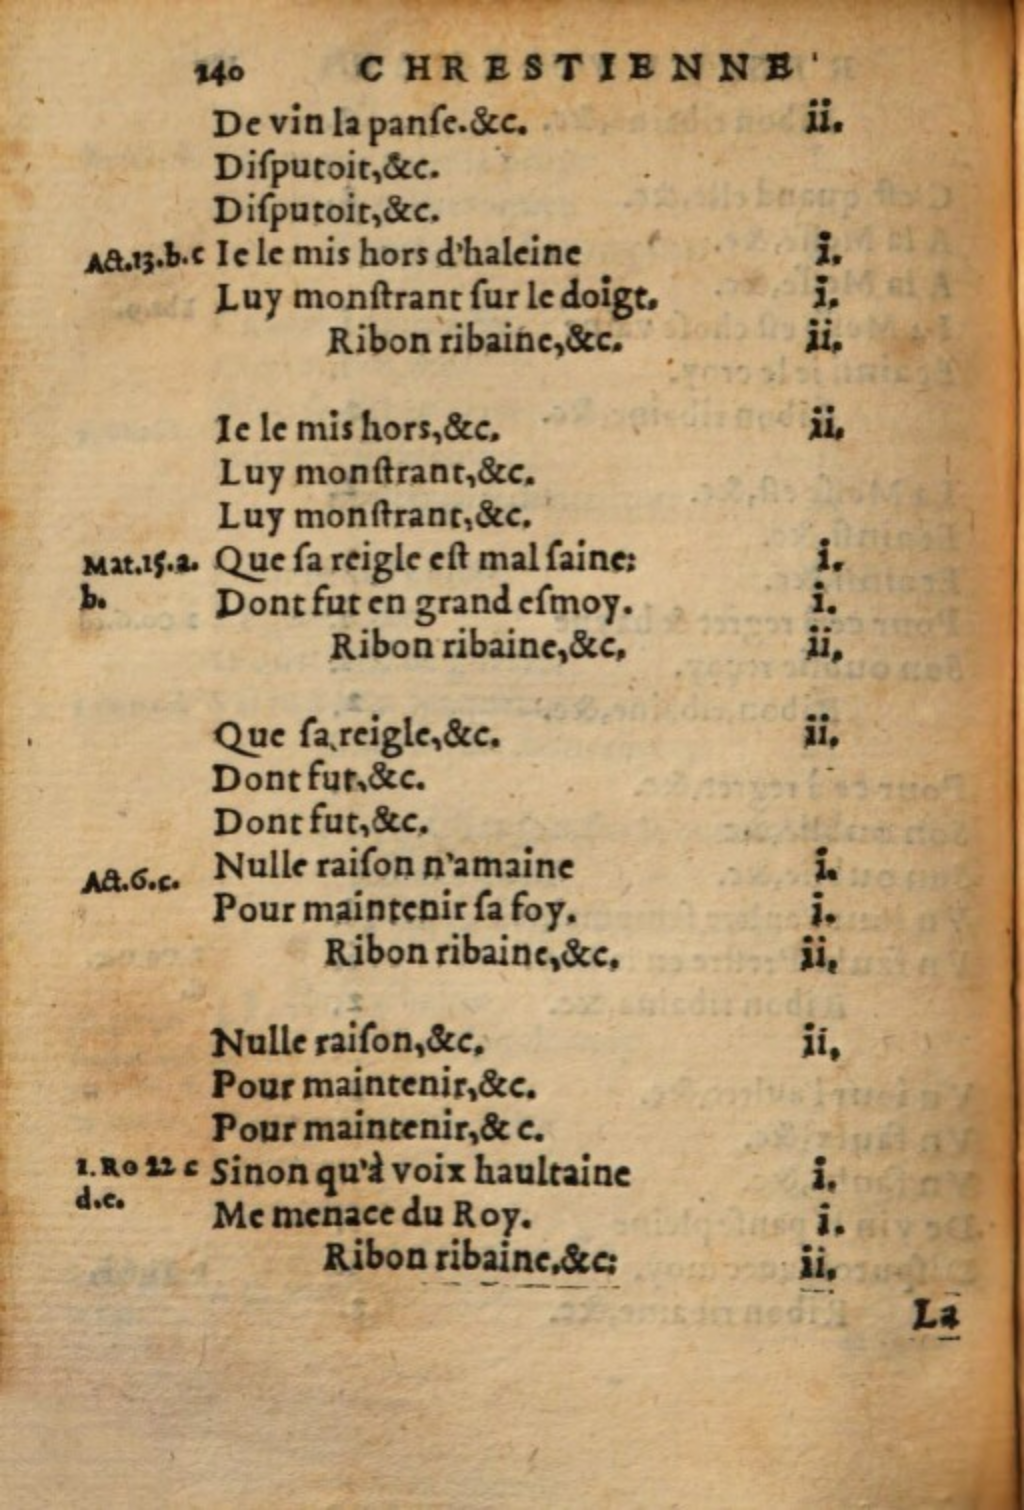 140 CHRESTIENNE
De vin la panſe.&c. ii.
Diſputoit,&c.
Diſputoit,&c.
Act.13.b.c Ie le mis hors d'haleine i.
Luy monſtrant ſur le doigt. i.
Ribon ribaine,&c. ii.
Ie le mis hors,&c. ii.
Luy monſtrant,&c.
Luy monſtrant,&c.
Mat.15.a. Que ſa reigle eſt mal ſaine: i.
b. Dont fut en grand eſmoy. i.
Ribon ribaine,&c. ii.
Que ſa reigle,&c. ii.
Dont fut,&c.
Dont fut,&c.
Act.6.c. Nulle raiſon n'amaine i.
Pour maintenir ſa foy. i.
Ribon ribaine,&c. ii.
Nulle raiſon,&c. ii.
Pour maintenir,&c.
Pour maintenir,& c.
1.Ro 22 c Sinon qu'à voix haultaine i.
d.e. Me menace du Roy. i.
Ribon ribaine.&c: ii.
La